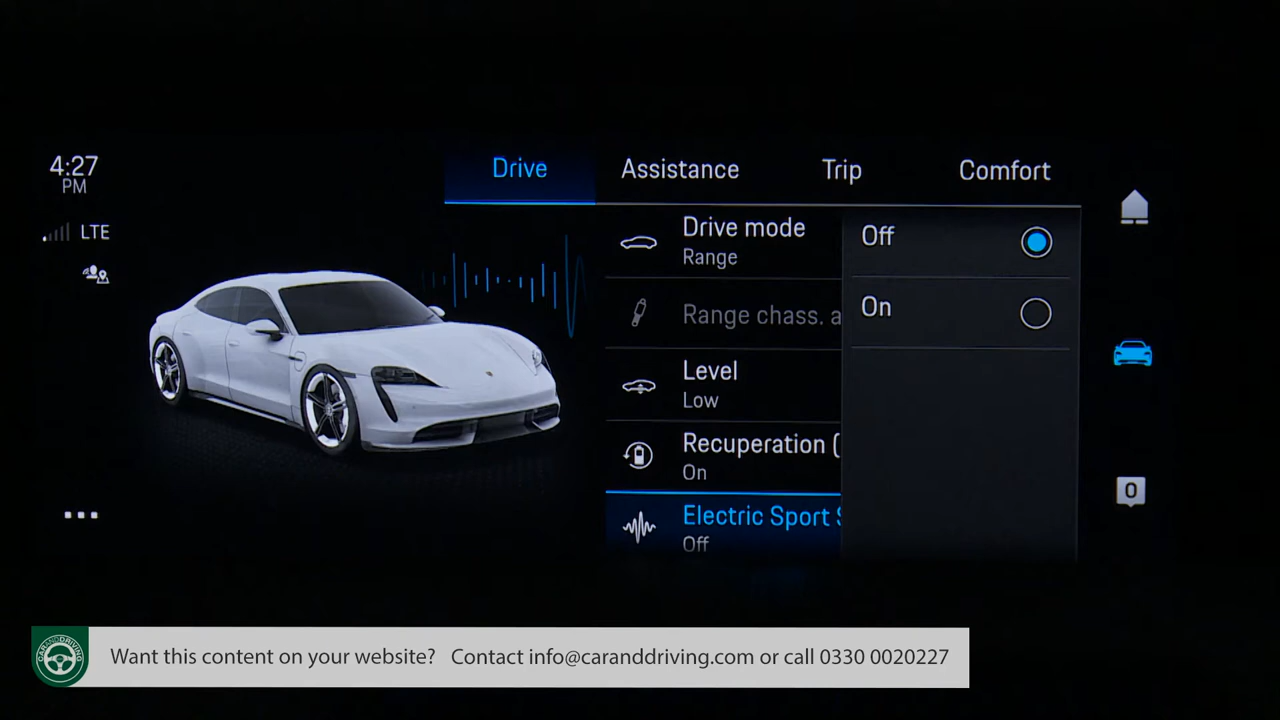 4:27
PM
LTE
Drive
Assistance
Trip
Comfort
Drive mode
Range
Range chass. a
Level
Low
Recuperation (
On
Electric Sport S
Off
Off
On
0
CARANDDRIVING
Want this content on your website? Contact info@caranddriving.com or call 0330 0020227